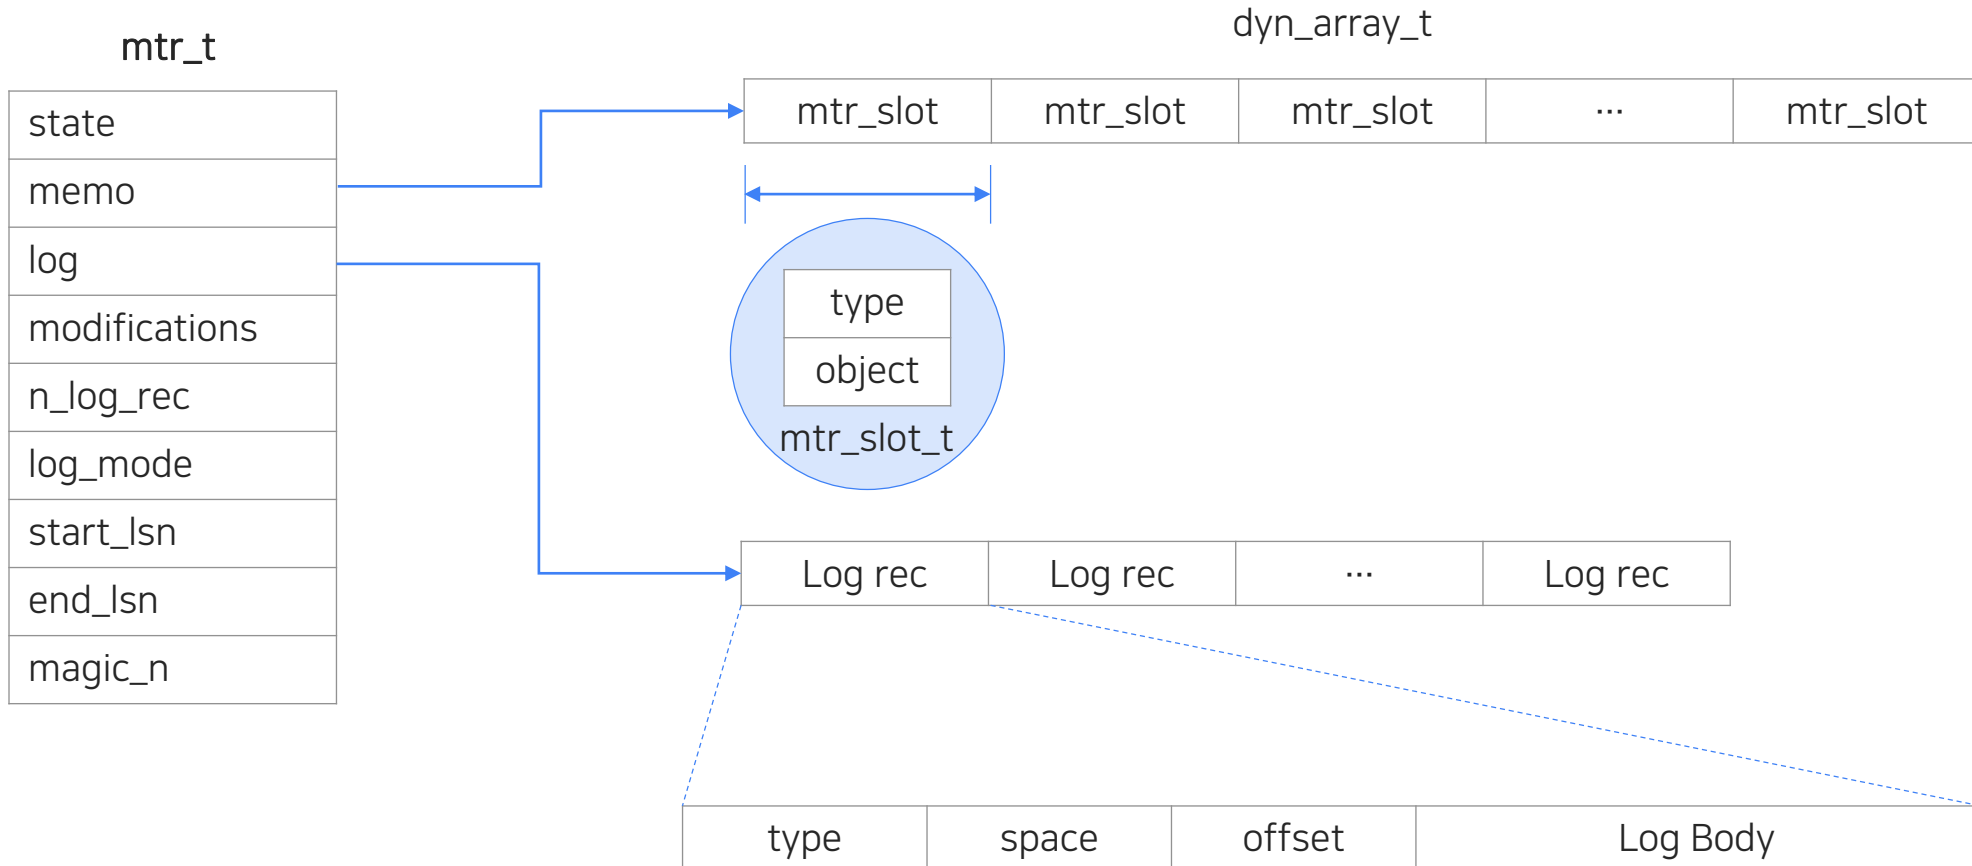 mtr_t
state
memo
log
modifications
n_log_rec
log_mode
start_lsn
end_lsn
magic_n
dyn_array_t
mtr_slot mtr_slot mtr_slot ... mtr_slot
type
object
mtr_slot_t
Log rec Log rec ... Log rec
type space offset Log Body